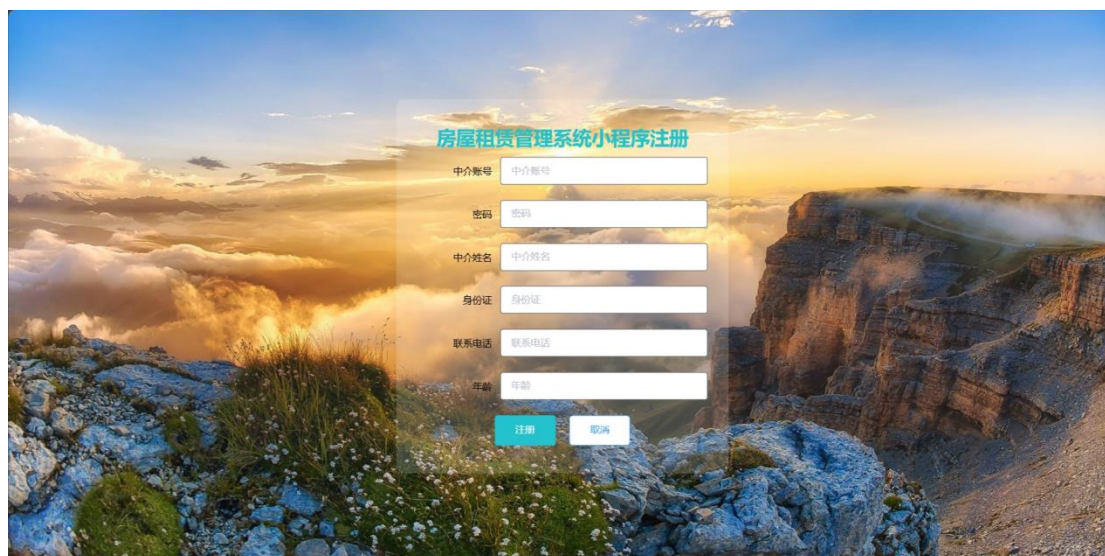 房屋租赁管理系统小程序注册
中介账号 中介账号
密码 密码
中介姓名 中介姓名
身份证 身份证
联系电话 联系电话
年龄 年龄
注册 取消